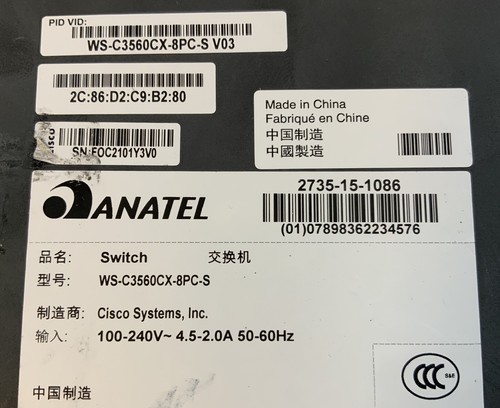 PID VID:
WS-C3560CX-8PC-S V03
2C:86:D2:C9:B2:80
CISCO
SN:FOC2101Y3V0
Made in China
Fabriqué en Chine
中国制造
中國製造
ANATEL
2735-15-1086
(01)07898362234576
品名: Switch 交换机
型号: WS-C3560CX-8PC-S
制造商: Cisco Systems, Inc.
输入: 100-240V~ 4.5-2.0A 50-60Hz
中国制造
CCC S&E